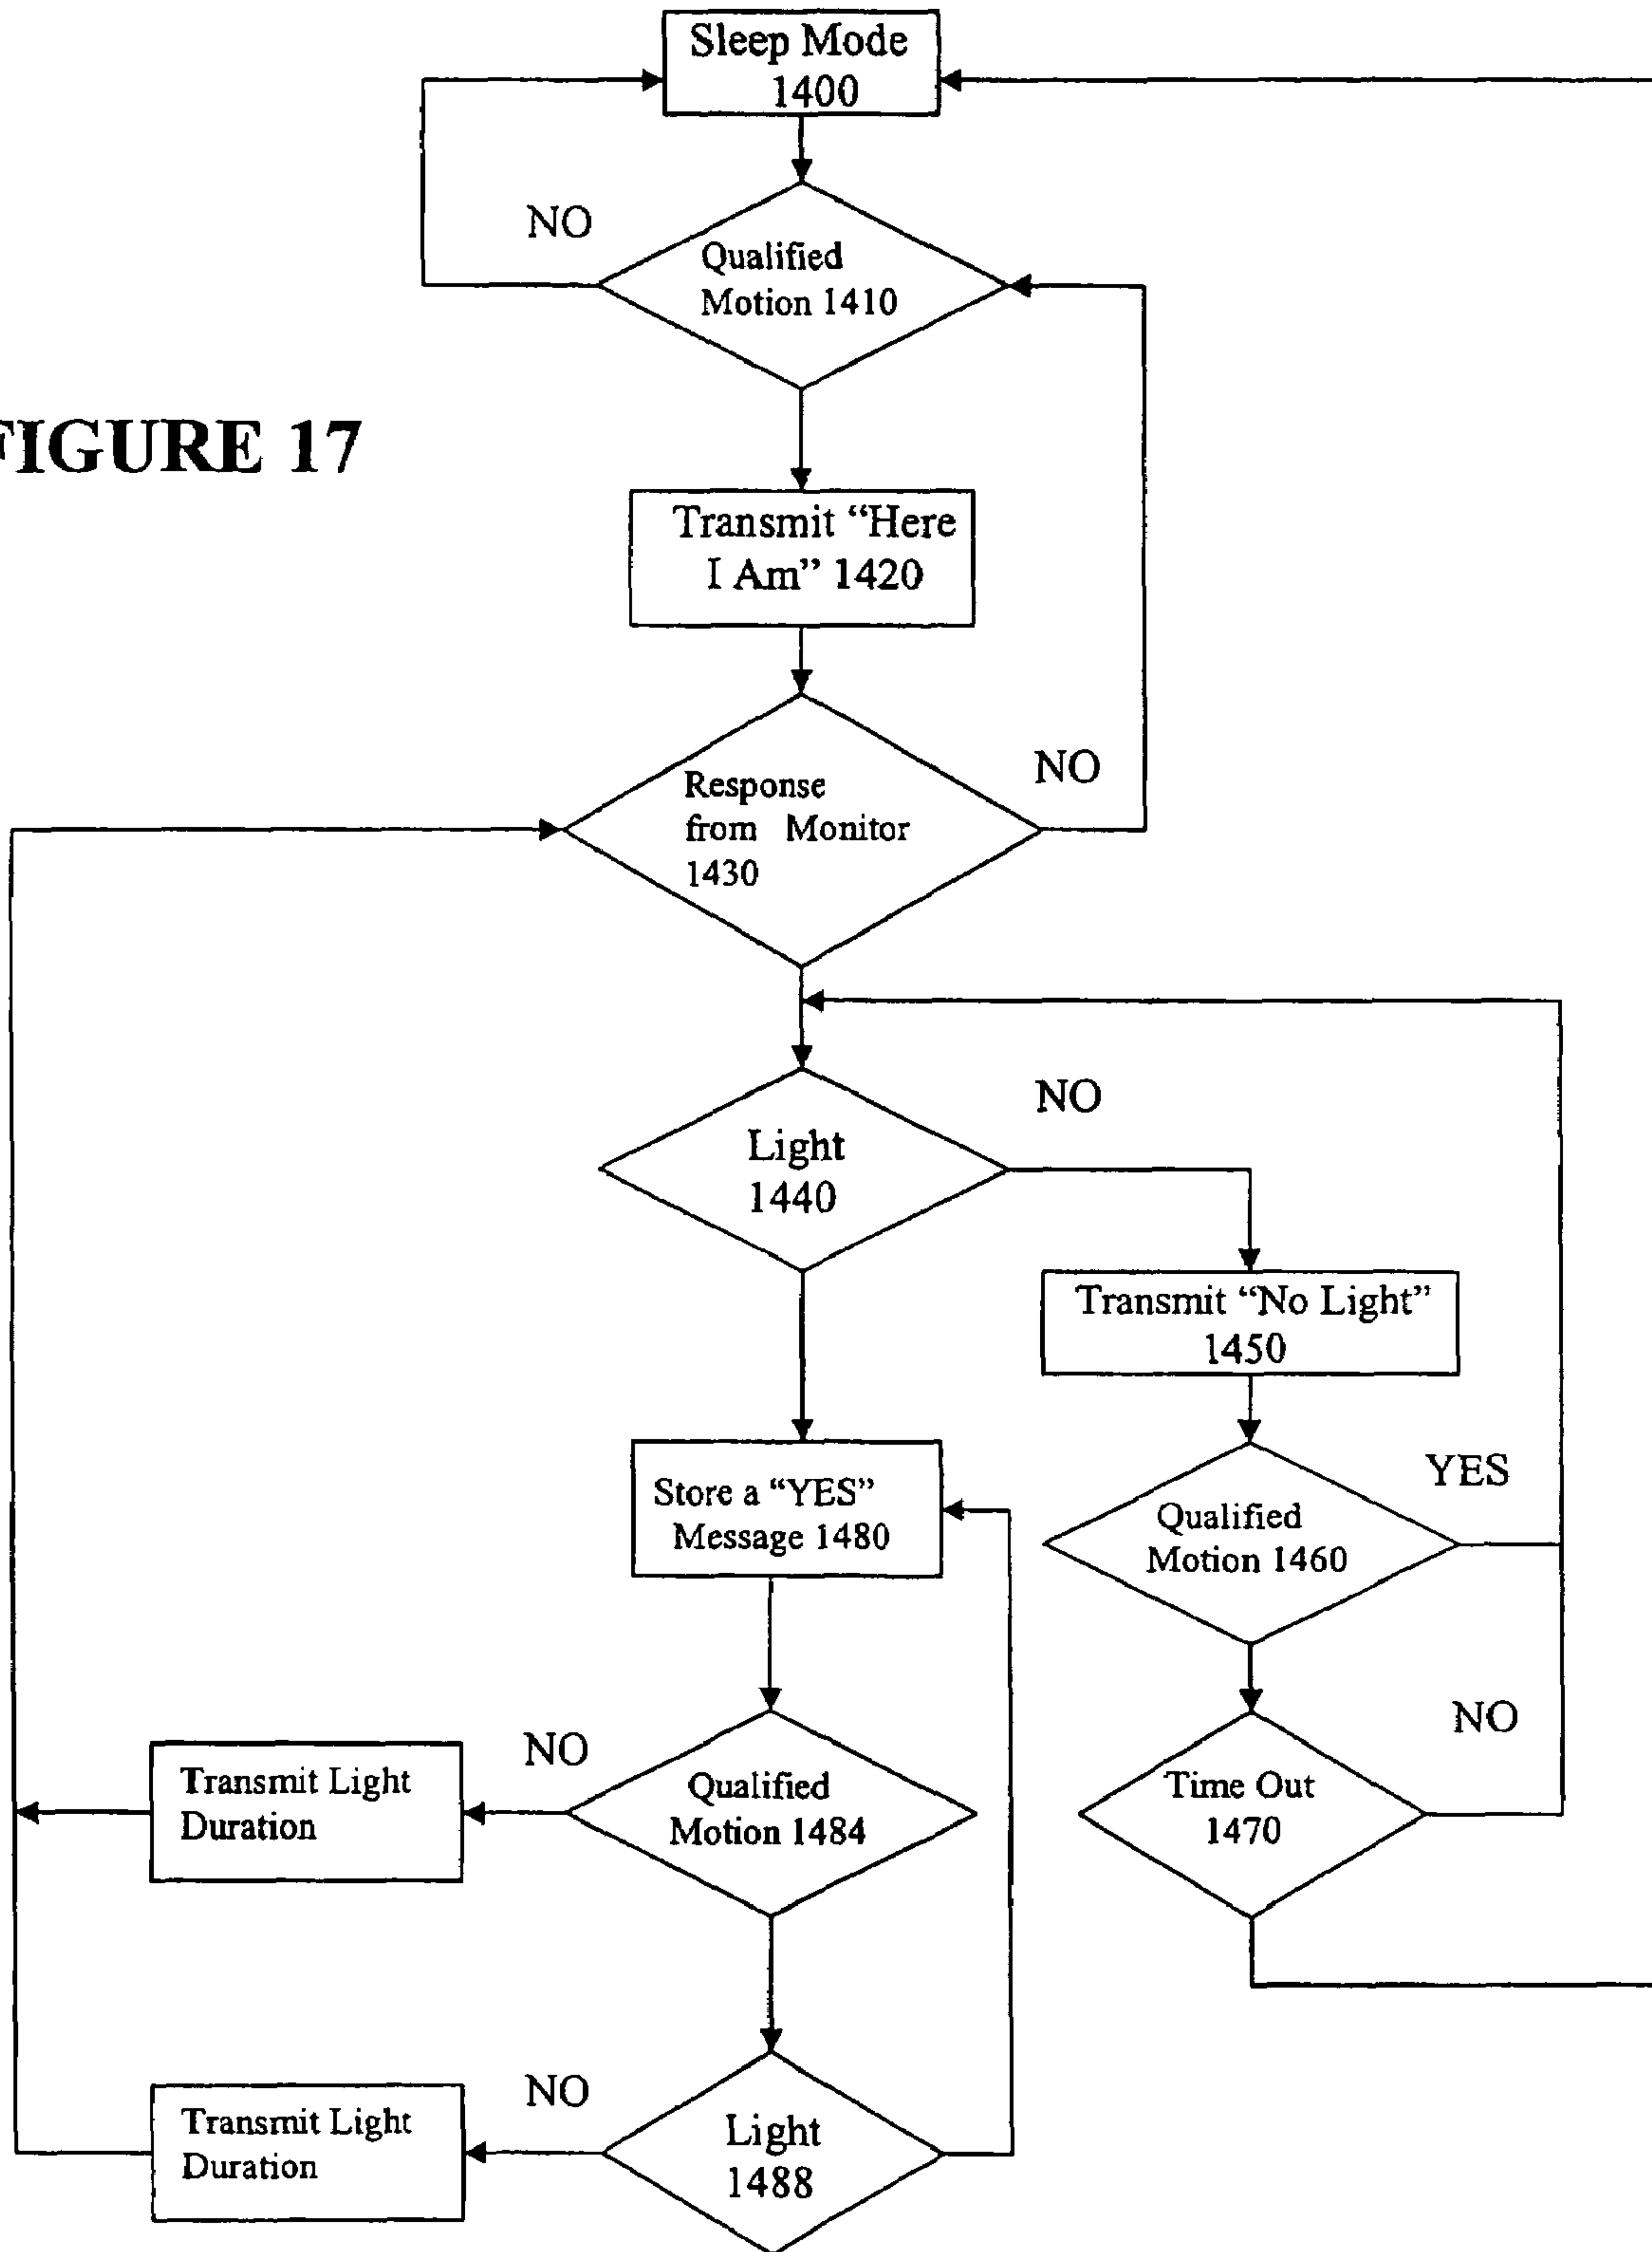 Sleep Mode
1400
NO
Qualified
Motion 1410
FIGURE 17
Transmit “Here
I Am” 1420
NO
Response
from Monitor
1430
NO
Light
1440
Transmit “No Light”
1450
YES
Store a “YES”
Message 1480
Qualified
Motion 1460
NO
NO
Transmit Light
Duration
Qualified
Motion 1484
Time Out
1470
NO
Transmit Light
Duration
Light
1488